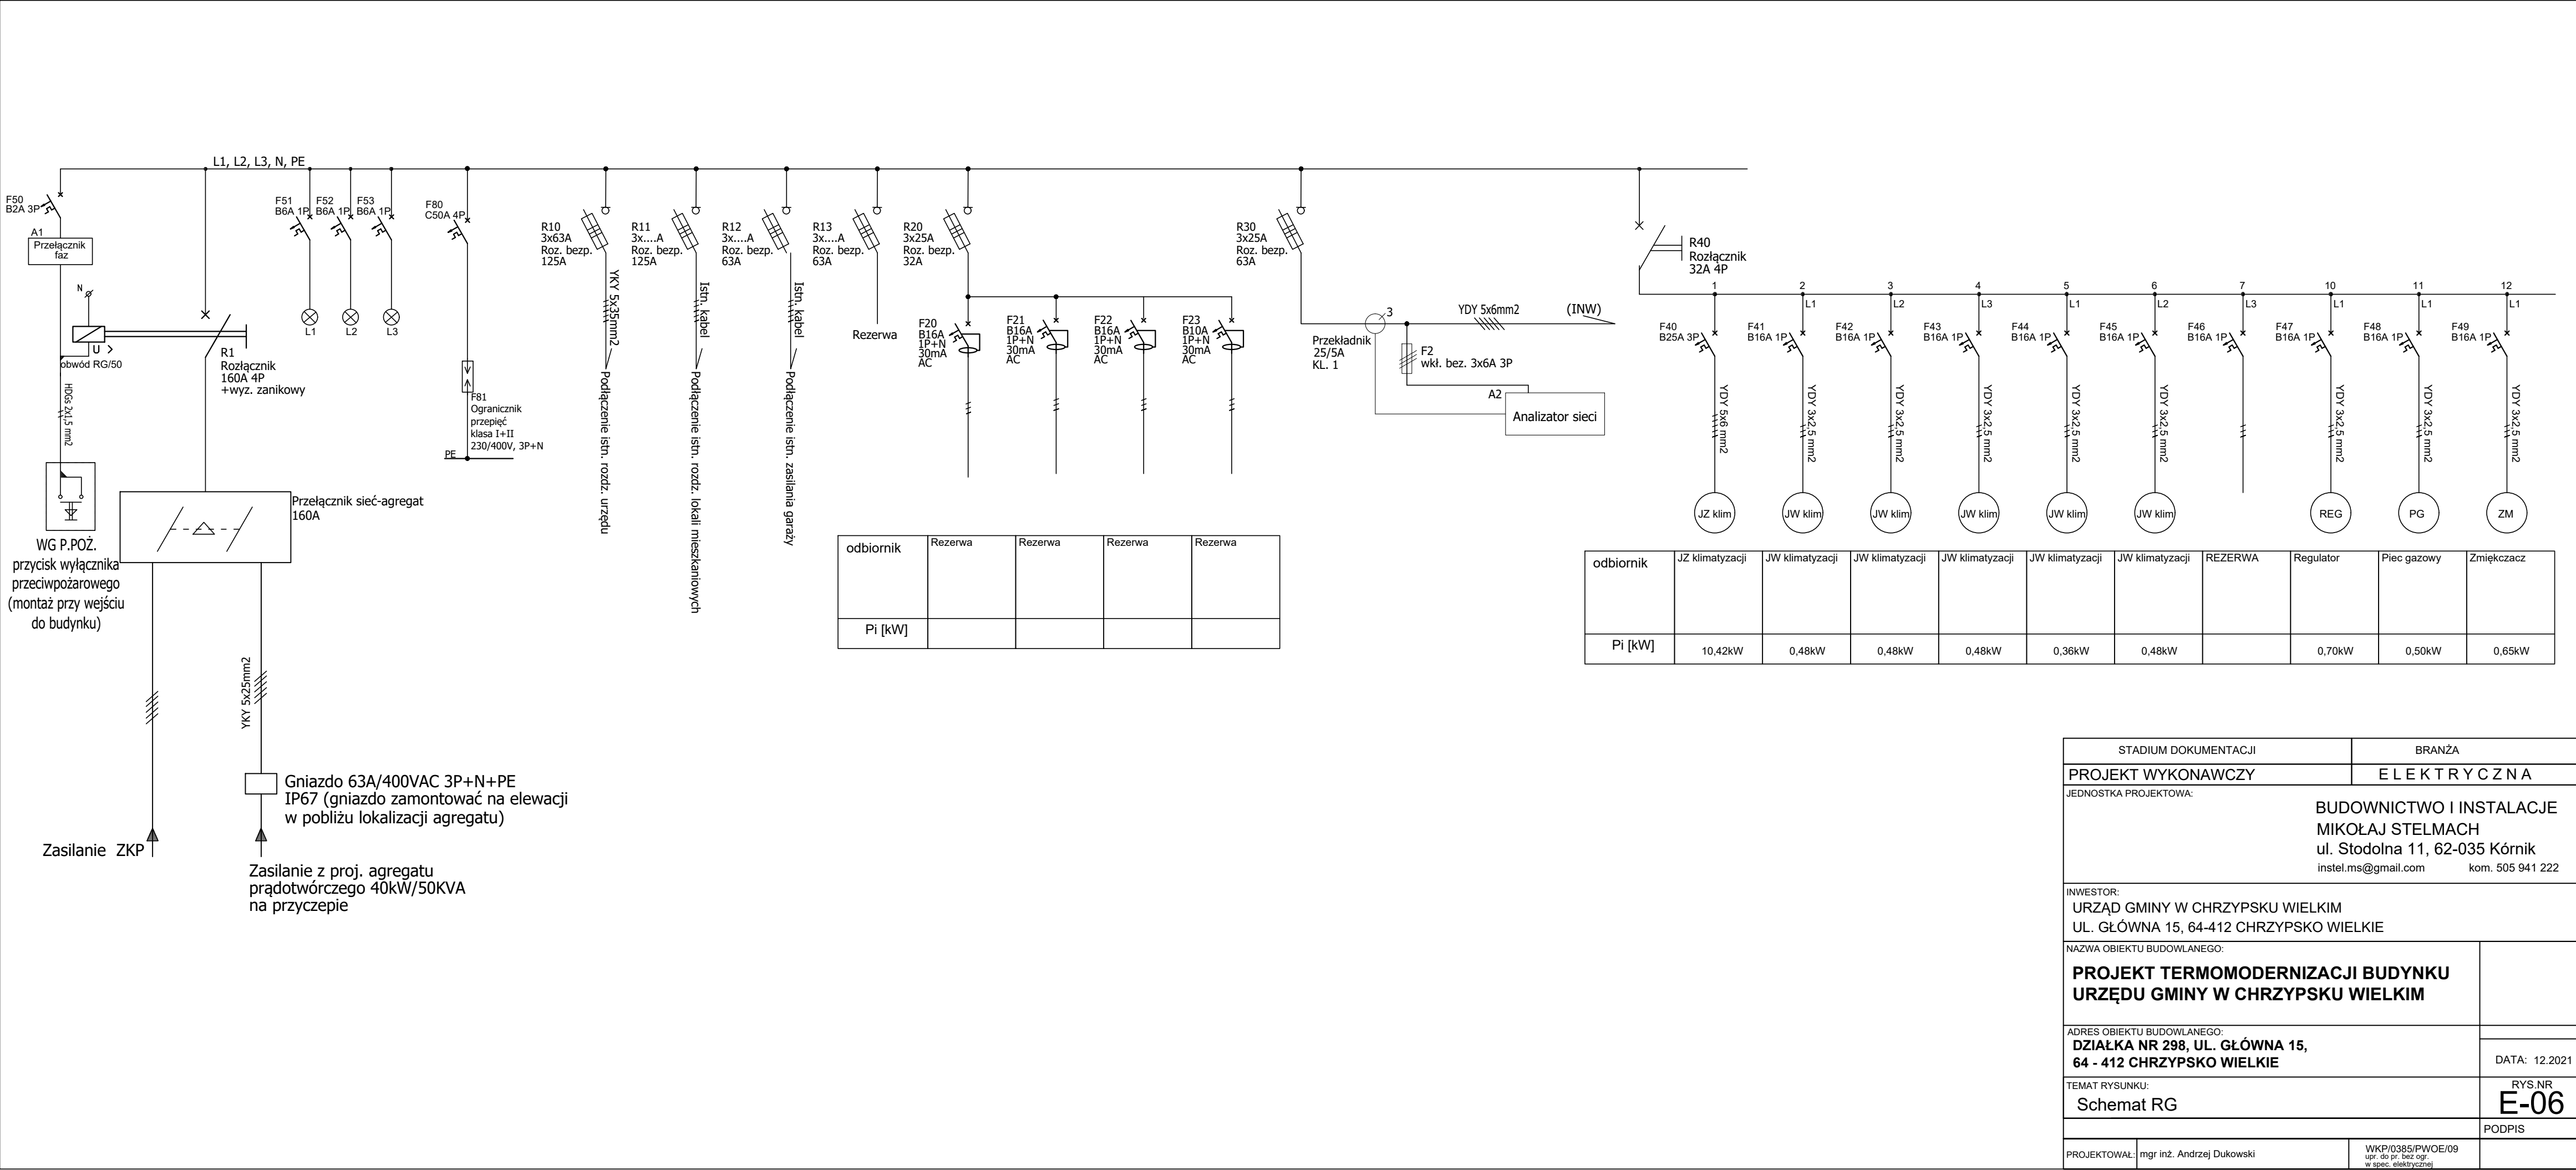 L1, L2, L3, N, PE
F50
B2A 3P
A1
Przełącznik
faz
N
U >
obwód RG/50
HDGs 2x1,5 mm2
WG P.POŻ.
przycisk wyłącznika
przeciwpożarowego
(montaż przy wejściu
do budynku)
R1
Rozłącznik
160A 4P
+wyz. zanikowy
Przełącznik sieć-agregat
160A
Zasilanie ZKP
YKY 5x25mm2
Gniazdo 63A/400VAC 3P+N+PE
IP67 (gniazdo zamontować na elewacji
w pobliżu lokalizacji agregatu)
Zasilanie z proj. agregatu
prądotwórczego 40kW/50KVA
na przyczepie
F51
B6A 1P
L1
F52
B6A 1P
L2
F53
B6A 1P
L3
F80
C50A 4P
F81
Ogranicznik
przepięć
klasa I+II
230/400V, 3P+N
PE
R10
3x63A
Roz. bezp.
125A
YKY 5x35mm2
Podłączenie istn. rozdz. urzędu
R11
3x....A
Roz. bezp.
125A
Istn. kabel
Podłączenie istn. rozdz. lokali mieszkaniowych
R12
3x....A
Roz. bezp.
63A
Istn. kabel
Podłączenie istn. zasilania garaży
R13
3x....A
Roz. bezp.
63A
Rezerwa
R20
3x25A
Roz. bezp.
32A
F20
B16A
1P+N
30mA
AC
F21
B16A
1P+N
30mA
AC
F22
B16A
1P+N
30mA
AC
F23
B10A
1P+N
30mA
AC
odbiornik
Rezerwa
Rezerwa
Rezerwa
Rezerwa
Pi [kW]
R30
3x25A
Roz. bezp.
63A
Przekładnik
25/5A
KL. 1
3
F2
wkł. bez. 3x6A 3P
YDY 5x6mm2
(INW)
A2
Analizator sieci
R40
Rozłącznik
32A 4P
1
F40
B25A 3P
YDY 5x6 mm2
JZ klim
2
L1
F41
B16A 1P
YDY 3x2,5 mm2
JW klim
3
L2
F42
B16A 1P
YDY 3x2,5 mm2
JW klim
4
L3
F43
B16A 1P
YDY 3x2,5 mm2
JW klim
5
L1
F44
B16A 1P
YDY 3x2,5 mm2
JW klim
6
L2
F45
B16A 1P
YDY 3x2,5 mm2
JW klim
7
L3
F46
B16A 1P
10
L1
F47
B16A 1P
YDY 3x2,5 mm2
REG
11
L1
F48
B16A 1P
YDY 3x2,5 mm2
PG
12
L1
F49
B16A 1P
YDY 3x2,5 mm2
ZM
odbiornik
JZ klimatyzacji
JW klimatyzacji
JW klimatyzacji
JW klimatyzacji
JW klimatyzacji
JW klimatyzacji
REZERWA
Regulator
Piec gazowy
Zmiękczacz
Pi [kW]
10,42kW
0,48kW
0,48kW
0,48kW
0,36kW
0,48kW
0,70kW
0,50kW
0,65kW
STADIUM DOKUMENTACJI
BRANŻA
PROJEKT WYKONAWCZY
E L E K T R Y C Z N A
JEDNOSTKA PROJEKTOWA:
BUDOWNICTWO I INSTALACJE
MIKOŁAJ STELMACH
ul. Stodolna 11, 62-035 Kórnik
instel.ms@gmail.com kom. 505 941 222
INWESTOR:
URZĄD GMINY W CHRZYPSKU WIELKIM
UL. GŁÓWNA 15, 64-412 CHRZYPSKO WIELKIE
NAZWA OBIEKTU BUDOWLANEGO:
PROJEKT TERMOMODERNIZACJI BUDYNKU
URZĘDU GMINY W CHRZYPSKU WIELKIM
ADRES OBIEKTU BUDOWLANEGO:
DZIAŁKA NR 298, UL. GŁÓWNA 15,
64 - 412 CHRZYPSKO WIELKIE
DATA: 12.2021
TEMAT RYSUNKU:
Schemat RG
RYS.NR
E-06
PODPIS
PROJEKTOWAŁ:
mgr inż. Andrzej Dukowski
WKP/0385/PWOE/09
upr. do pr. bez ogr.
w spec. elektrycznej